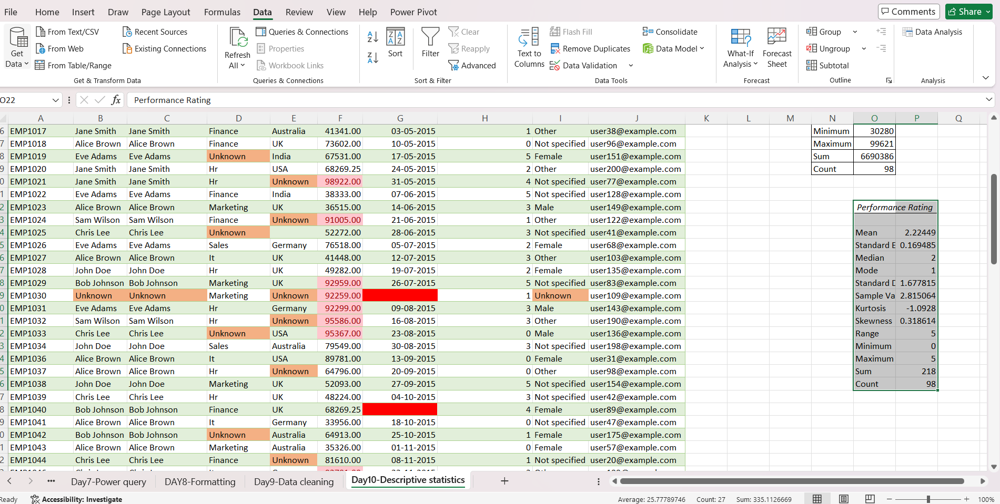 File Home Insert Draw Page Layout Formulas Data Review View Help Power Pivot Comments Share
Get Data From Text/CSV From Web From Table/Range Recent Sources Existing Connections
Get & Transform Data
Refresh All Queries & Connections Properties Workbook Links
Queries & Connections
Sort Filter Clear Reapply Advanced
Sort & Filter
Text to Columns Flash Fill Remove Duplicates Data Validation Consolidate Data Model
Data Tools
What-If Analysis Forecast Sheet
Forecast
Group Ungroup Subtotal
Outline
Data Analysis
Analysis
O22 fx Performance Rating
A B C D E F G H I J K L M N O P Q
6 EMP1017 Jane Smith Jane Smith Finance Australia 41341.00 03-05-2015 1 Other user38@example.com Minimum 30280
7 EMP1018 Alice Brown Alice Brown Finance UK 73602.00 10-05-2015 0 Not specified user96@example.com Maximum 99621
8 EMP1019 Eve Adams Eve Adams Unknown India 67531.00 17-05-2015 5 Female user151@example.com Sum 6690386
9 EMP1020 Jane Smith Jane Smith Hr USA 68269.25 24-05-2015 2 Other user200@example.com Count 98
0 EMP1021 Jane Smith Jane Smith Hr Unknown 98922.00 31-05-2015 4 Not specified user77@example.com
1 EMP1022 Eve Adams Eve Adams Finance India 38333.00 07-06-2015 5 Not specified user128@example.com
2 EMP1023 Alice Brown Alice Brown Marketing UK 36515.00 14-06-2015 3 Male user149@example.com Performance Rating
3 EMP1024 Sam Wilson Sam Wilson Finance Unknown 91005.00 21-06-2015 1 Other user122@example.com
4 EMP1025 Chris Lee Chris Lee Unknown 52272.00 28-06-2015 3 Not specified user41@example.com Mean 2.22449
5 EMP1026 Eve Adams Eve Adams Sales Germany 76518.00 05-07-2015 2 Female user68@example.com Standard E 0.169485
6 EMP1027 Alice Brown Alice Brown It UK 41448.00 12-07-2015 3 Other user103@example.com Median 2
7 EMP1028 John Doe John Doe Hr UK 49282.00 19-07-2015 2 Female user135@example.com Mode 1
8 EMP1029 Bob Johnson Bob Johnson Marketing UK 92959.00 26-07-2015 5 Not specified user83@example.com Standard D 1.677815
9 EMP1030 Unknown Unknown Marketing Unknown 92259.00 1 Unknown user109@example.com Sample Va 2.815064
0 EMP1031 Eve Adams Eve Adams Hr Germany 92299.00 09-08-2015 3 Male user143@example.com Kurtosis -1.0928
1 EMP1032 Sam Wilson Sam Wilson Hr Unknown 95586.00 16-08-2015 3 Other user190@example.com Skewness 0.318614
2 EMP1033 Chris Lee Chris Lee Unknown USA 95367.00 23-08-2015 0 Male user136@example.com Range 5
3 EMP1034 John Doe John Doe Sales Australia 79549.00 30-08-2015 3 Not specified user198@example.com Minimum 0
4 EMP1036 Alice Brown Alice Brown It USA 89781.00 13-09-2015 0 Female user31@example.com Maximum 5
5 EMP1037 Alice Brown Alice Brown Hr Unknown 64796.00 20-09-2015 0 Other user98@example.com Sum 218
6 EMP1038 John Doe John Doe Marketing UK 52093.00 27-09-2015 5 Not specified user154@example.com Count 98
7 EMP1039 Chris Lee Chris Lee Hr UK 48224.00 04-10-2015 3 Not specified user42@example.com
8 EMP1040 Bob Johnson Bob Johnson Finance UK 68269.25 4 Female user89@example.com
9 EMP1041 Alice Brown Alice Brown It Germany 33956.00 18-10-2015 0 Not specified user47@example.com
0 EMP1042 Bob Johnson Bob Johnson Unknown Australia 64913.00 25-10-2015 1 Female user175@example.com
1 EMP1043 Alice Brown Alice Brown Marketing Australia 35326.00 01-11-2015 0 Female user57@example.com
2 EMP1044 Chris Lee Chris Lee Finance Unknown 81610.00 08-11-2015 1 Not specified user20@example.com
Day7-Power query DAY8-Formatting Day9-Data cleaning Day10-Descriptive statistics
Ready Accessibility: Investigate Average: 25.77789746 Count: 27 Sum: 335.1126669 100%